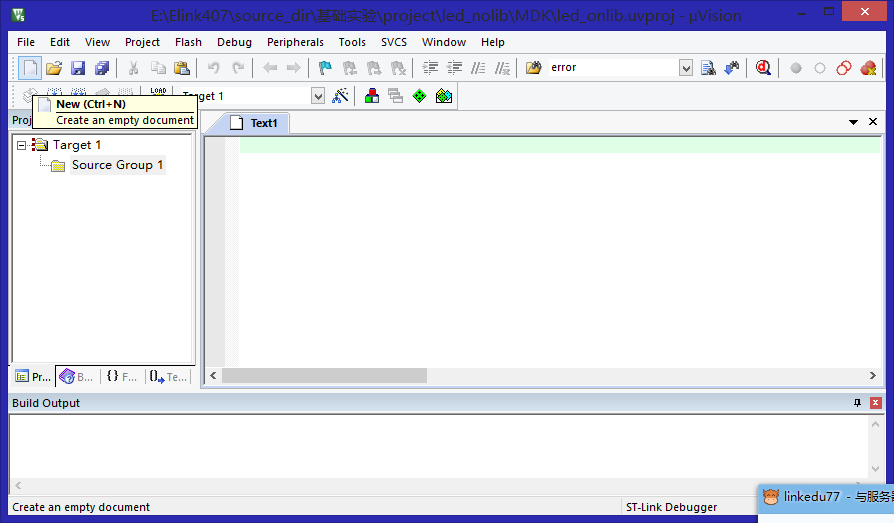 E:\Elink407\source_dir\基础实验\project\led_nolib\MDK\led_onlib.uvproj - µVision
File Edit View Project Flash Debug Peripherals Tools SVCS Window Help
error
LOAD
Target 1
New (Ctrl+N)
Create an empty document
Text1
Target 1
Source Group 1
Pr... B... F... Te...
Build Output
Create an empty document ST-Link Debugger
linkedu77 - 与服务